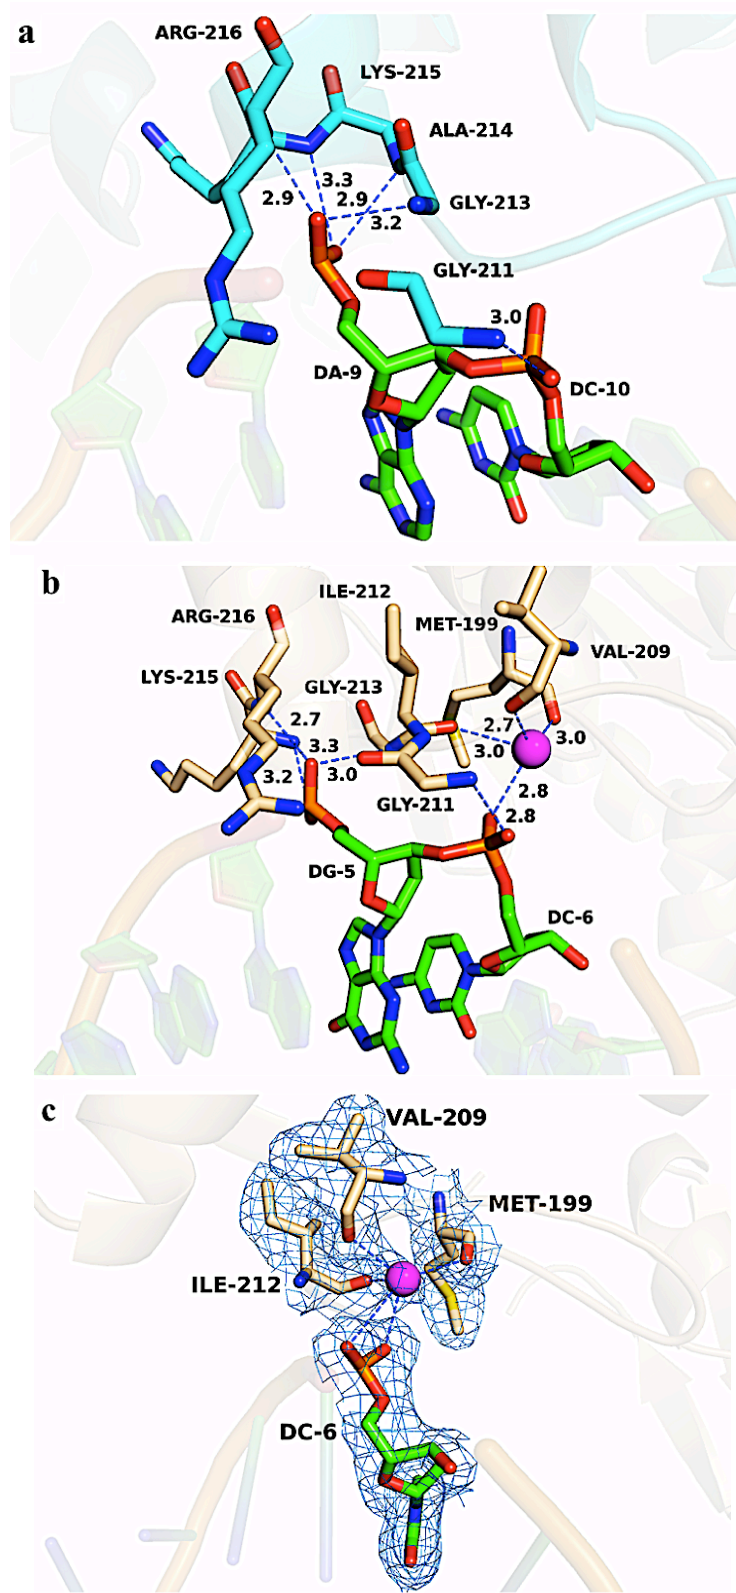 a
ARG-216
LYS-215
ALA-214
3.3
2.9
2.9
3.2
GLY-213
GLY-211
3.0
DA-9
DC-10
b
ILE-212
ARG-216
MET-199
VAL-209
LYS-215
GLY-213
2.7
2.7
3.0
3.0
3.3
3.0
3.2
2.8
GLY-211
2.8
DG-5
DC-6
c
VAL-209
MET-199
ILE-212
DC-6